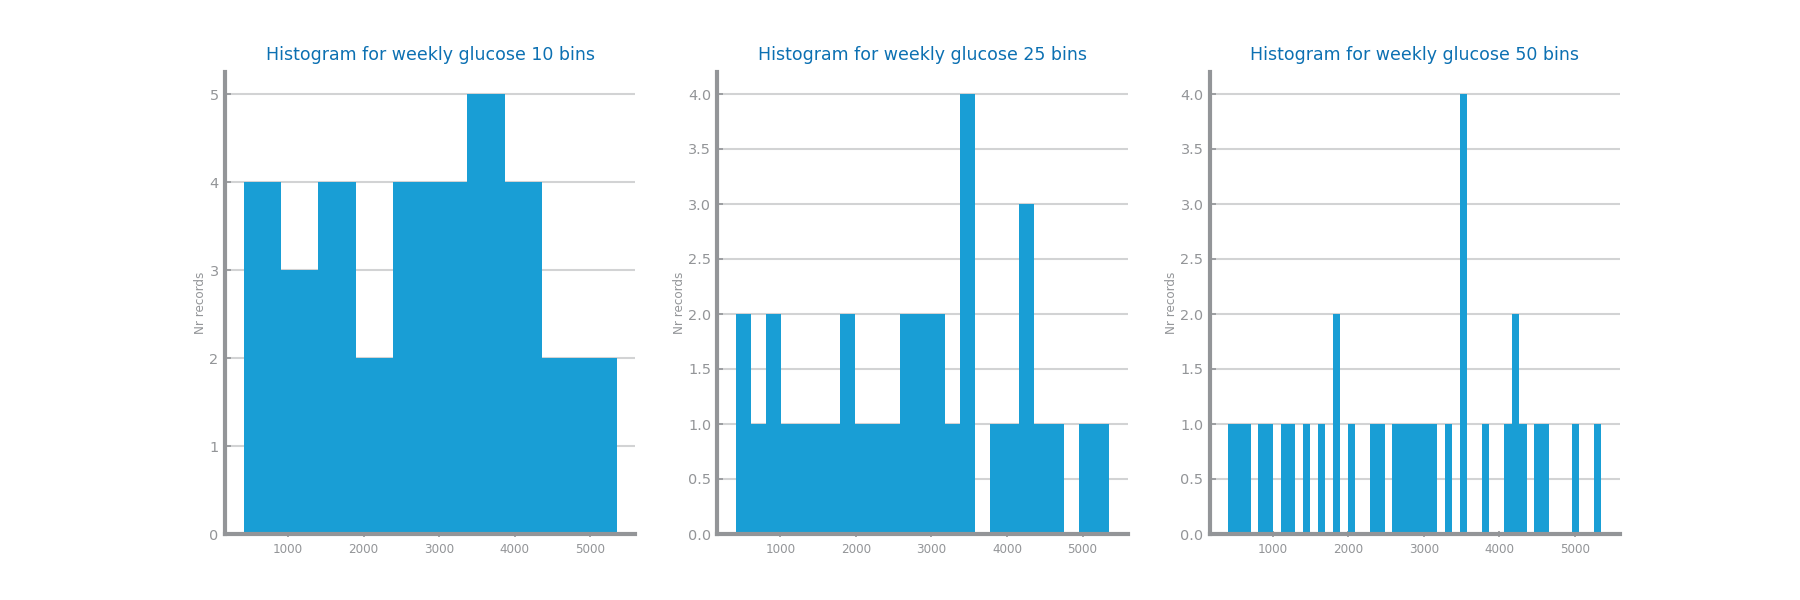 Histogram for weekly glucose 10 bins
Nr records
5
4
3
2
1
0
1000 2000 3000 4000 5000
Histogram for weekly glucose 25 bins
Nr records
4.0
3.5
3.0
2.5
2.0
1.5
1.0
0.5
0.0
1000 2000 3000 4000 5000
Histogram for weekly glucose 50 bins
Nr records
4.0
3.5
3.0
2.5
2.0
1.5
1.0
0.5
0.0
1000 2000 3000 4000 5000